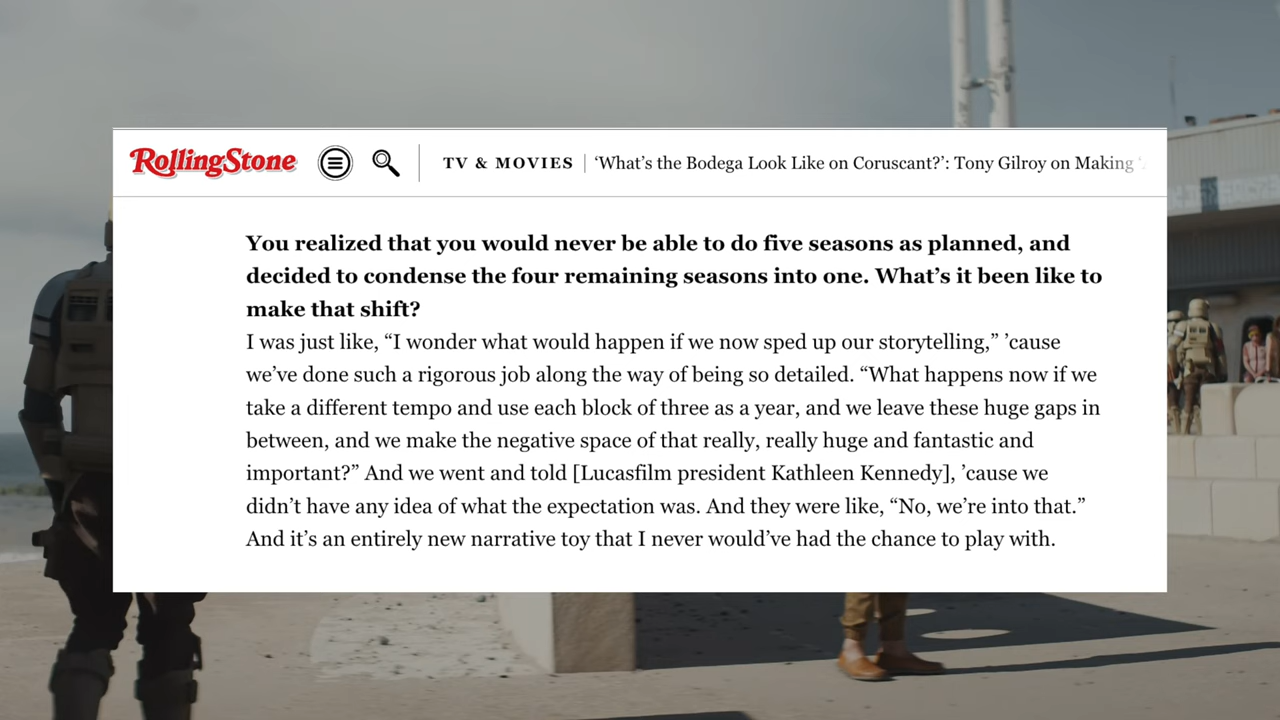 RollingStone
TV & MOVIES | ‘What’s the Bodega Look Like on Coruscant?’: Tony Gilroy on Making
You realized that you would never be able to do five seasons as planned, and
decided to condense the four remaining seasons into one. What’s it been like to
make that shift?
I was just like, “I wonder what would happen if we now sped up our storytelling,” ’cause
we’ve done such a rigorous job along the way of being so detailed. “What happens now if we
take a different tempo and use each block of three as a year, and we leave these huge gaps in
between, and we make the negative space of that really, really huge and fantastic and
important?” And we went and told [Lucasfilm president Kathleen Kennedy], ’cause we
didn’t have any idea of what the expectation was. And they were like, “No, we’re into that.”
And it’s an entirely new narrative toy that I never would’ve had the chance to play with.